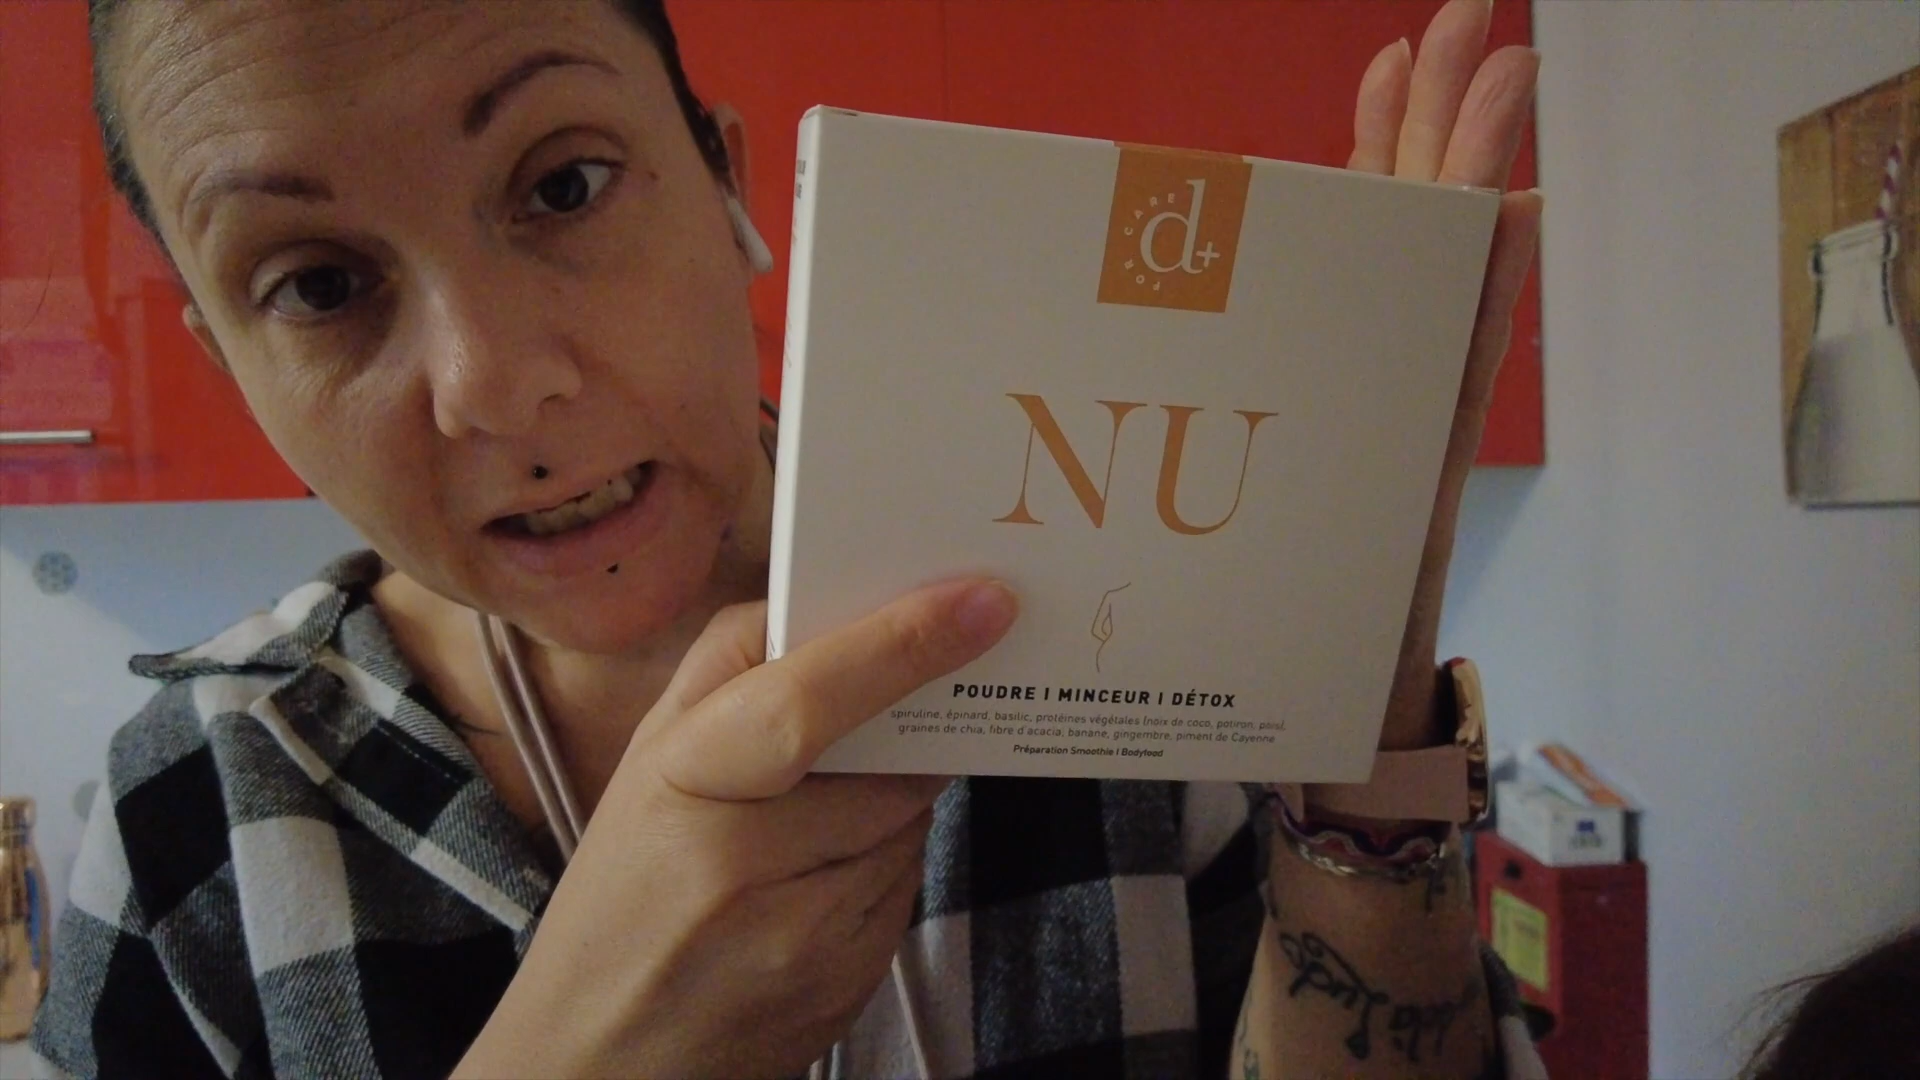 FOR CARE
d+
NU
POUDRE I MINCEUR I DÉTOX
spiruline, épinard, basilic, protéines végétales (noix de coco, potiron, pois),
graines de chia, fibre d'acacia, banane, gingembre, piment de Cayenne
Préparation Smoothie I Bodyfood